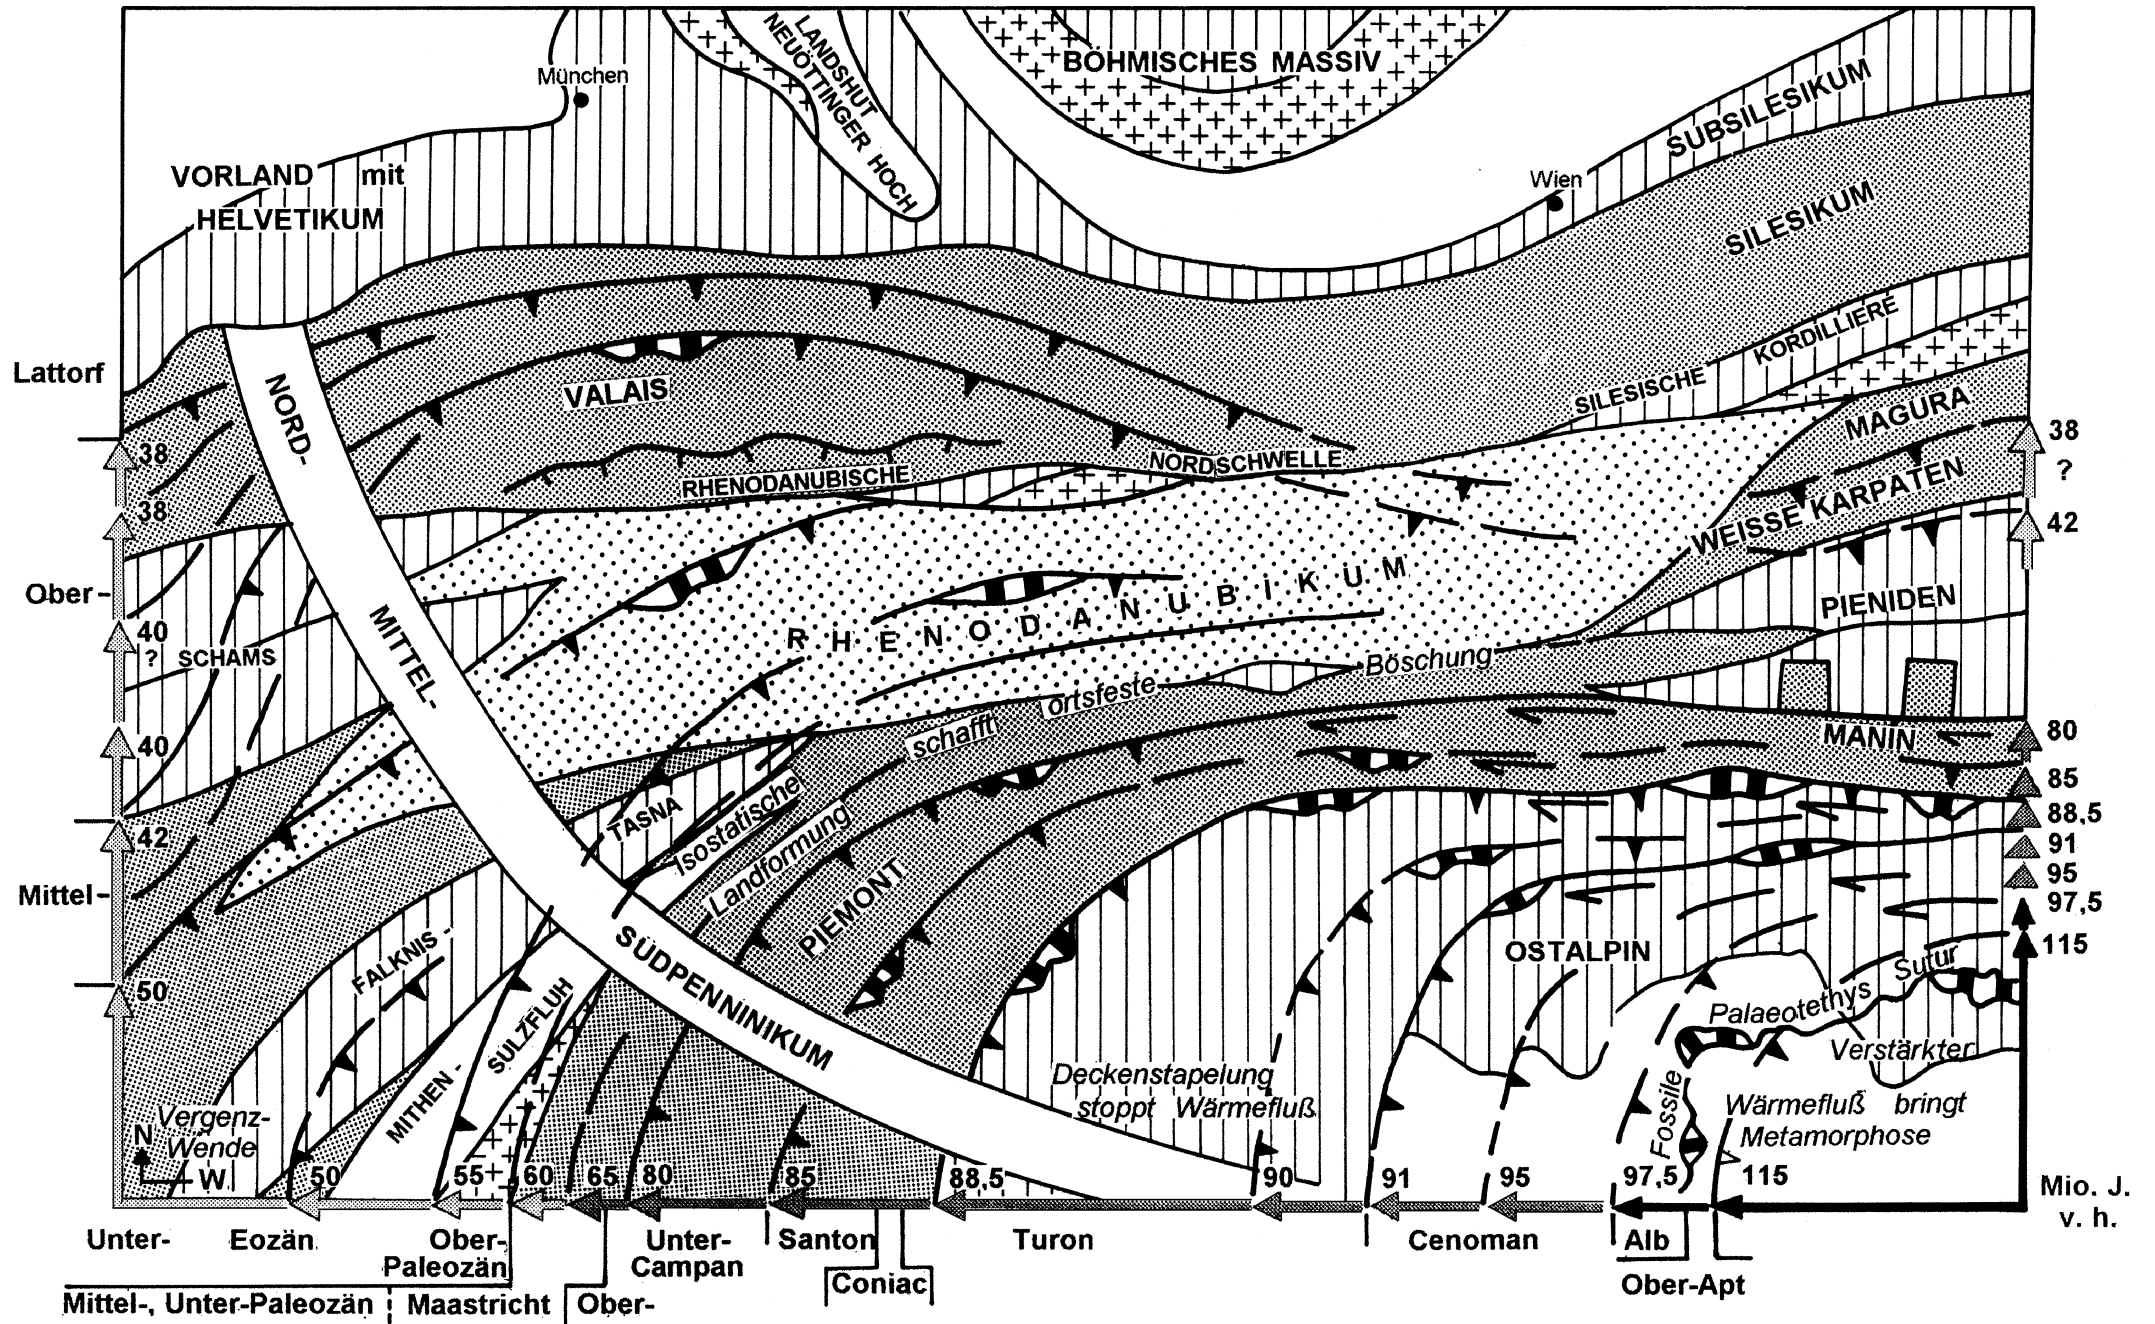 BÖHMISCHES MASSIV
LANDSHUT
NEUÖTTINGER HOCH
München
SUBSILESIKUM
VORLAND mit
HELVETIKUM
Wien
SILESIKUM
Lattorf
NORD-
VALAIS
SILESISCHE KORDILLIERE
MAGURA
RHENODANUBISCHE NORDSCHWELLE
38
38
38
?
WEISSE KARPATEN
42
Ober-
RHENODANUBIKUM
PIENIDEN
MITTEL-
40
?
SCHAMS
Böschung
ortsfeste
schafft
40
MANIN
80
85
88,5
91
95
97,5
115
42
TASNA
Isostatische
Landformung
PIEMONT
Mittel-
FALKNIS-
SÜDPENNINIKUM
OSTALPIN
50
SULZFLUH
MITHEN-
Palaeotethys Sutur
Fossile
Verstärkter
Wärmefluß bringt
Metamorphose
Deckenstapelung
stoppt Wärmefluß
Vergenz-
Wende
N
W
50
55
60
65
80
85
88,5
90
91
95
97,5
115
Mio. J.
v. h.
Unter- Eozän
Ober-
Paleozän
Unter-
Campan
Santon
Turon
Cenoman
Alb
Coniac
Ober-Apt
Mittel-, Unter-Paleozän
Maastricht
Ober-